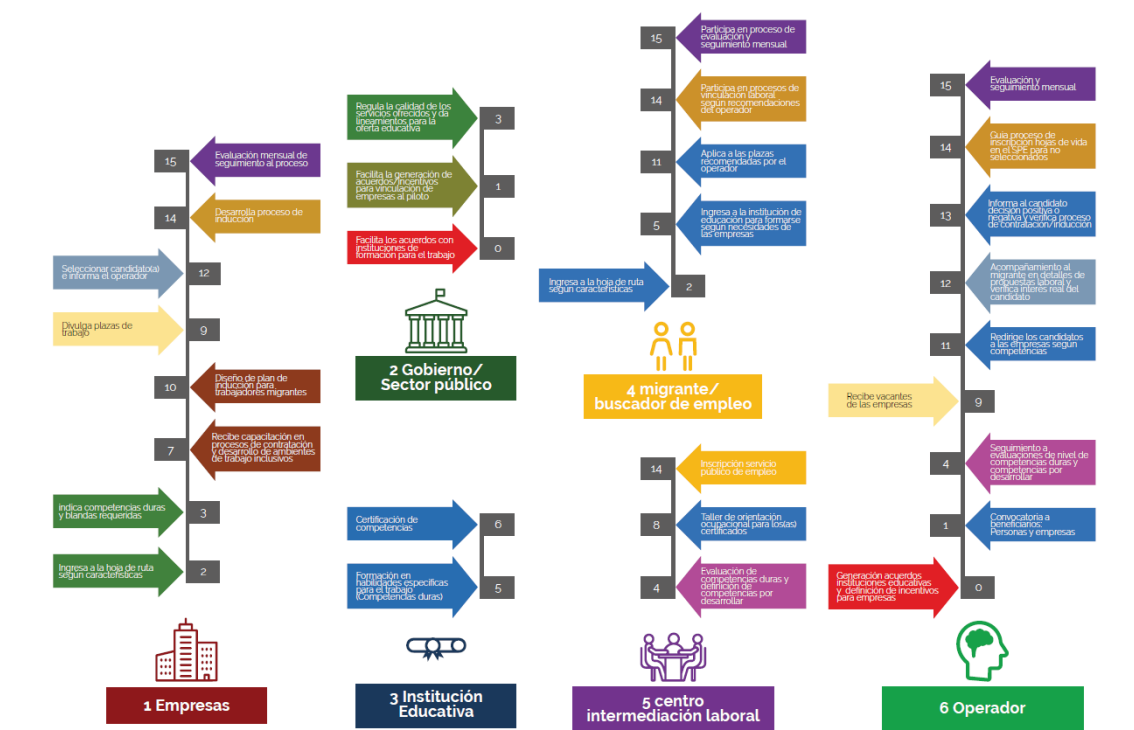 15
Evaluación mensual de
seguimiento al proceso
14
Desarrolla proceso de
inducción
Seleccionar candidato(a)
e informa el operador
12
Divulga plazas de
trabajo
9
10
Diseño de plan de
inducción para
trabajadores migrantes
7
Recibe capacitación en
procesos de contratación
y desarrollo de ambientes
de trabajo inclusivos
indica competencias duras
y blandas requeridas
3
Ingresa a la hoja de ruta
según características
2
1 Empresas
Regula la calidad de los
servicios ofrecidos y da
lineamientos para la
oferta educativa
3
Facilita la generación de
acuerdos/incentivos
para vinculación de
empresas al piloto
1
Facilita los acuerdos con
instituciones de
formación para el trabajo
0
2 Gobierno/
Sector público
Certificación de
competencias
6
Formación en
habilidades específicas
para el trabajo
(Competencias duras)
5
3 Institución
Educativa
15
Participa en proceso de
evaluación y
seguimiento mensual
14
Participa en procesos de
vinculación laboral
según recomendaciones
del operador
11
Aplica a las plazas
recomendadas por el
operador
5
Ingresa a la institución de
educación para formarse
según necesidades de
las empresas
Ingresa a la hoja de ruta
según características
2
4 migrante/
buscador de empleo
14
Inscripción servicio
público de empleo
8
Taller de orientación
ocupacional para los(as)
certificados
4
Evaluación de
competencias duras y
definición de
competencias por
desarrollar
5 centro
intermediación laboral
15
Evaluación y
seguimiento mensual
14
Guía proceso de
inscripción hojas de vida
en el SPE para no
seleccionados
13
Informa al candidato
decisión positiva o
negativa y verifica proceso
de contratación/inducción
12
Acompañamiento al
migrante en detalles de
propuestas laboral y
verifica interés real del
candidato
11
Redirige los candidatos
a las empresas según
competencias
Recibe vacantes
de las empresas
9
4
Seguimiento a
evaluaciones de nivel de
competencias duras y
competencias por
desarrollar
1
Convocatoria a
beneficiarios:
Personas y empresas
Generación acuerdos
instituciones educativas
y definición de incentivos
para empresas
0
6 Operador